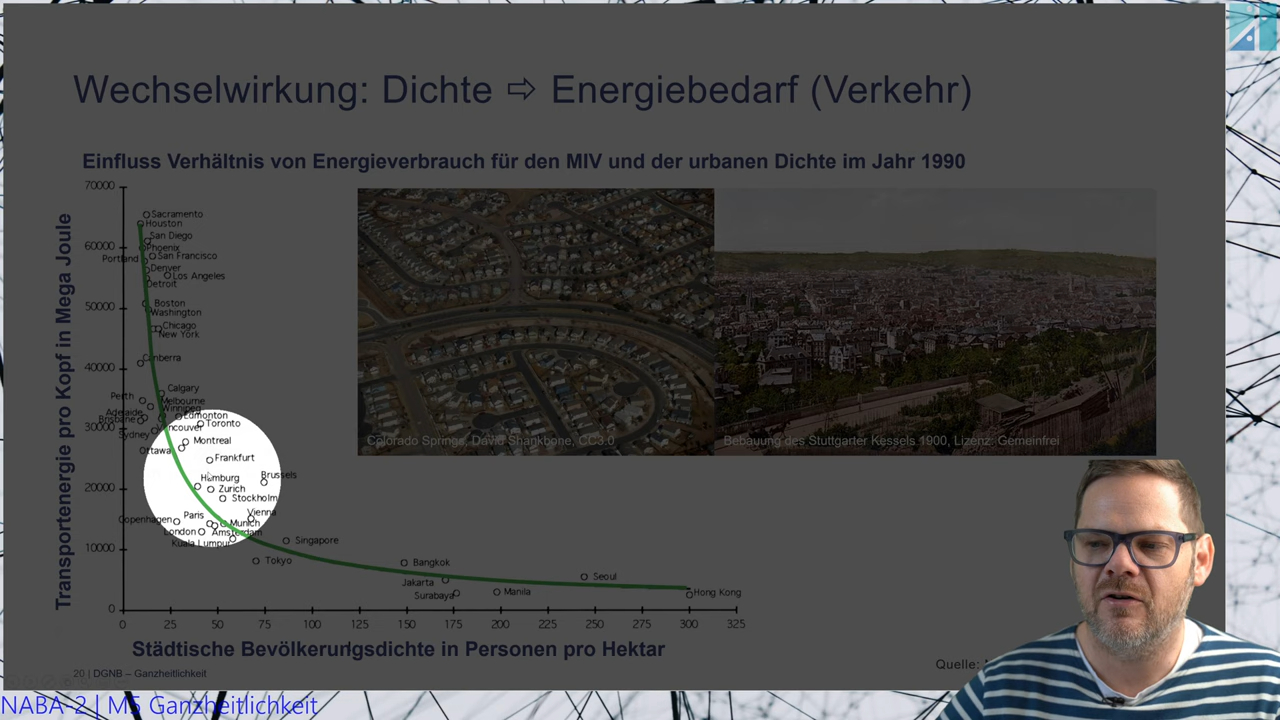 Wechselwirkung: Dichte ⇨ Energiebedarf (Verkehr)
Einfluss Verhältnis von Energieverbrauch für den MIV und der urbanen Dichte im Jahr 1990
Transportenergie pro Kopf in Mega Joule
70000
60000
50000
40000
30000
20000
10000
0
Sacramento
Houston
San Diego
Phoenix
San Francisco
Portland
Denver
Los Angeles
Detroit
Boston
Washington
Chicago
New York
Canberra
Calgary
Perth
Melbourne
Winnipeg
Adelaide
Edmonton
Brisbane
Toronto
ncouver
Sydney
Montreal
Ottawa
Frankfurt
Brussels
Hamburg
Zurich
Stockholm
Vienna
Paris
Copenhagen
Munich
London
Amsterdam
Kuala Lumpur
Singapore
Tokyo
Bangkok
Jakarta
Surabaya
Manila
Seoul
Hong Kong
0 25 50 75 100 125 150 175 200 225 250 275 300 325
Städtische Bevölkerungsdichte in Personen pro Hektar
Colorado Springs, David Shankbone, CC3.0
Bebauung des Stuttgarter Kessels 1900, Lizenz: Gemeinfrei
Quelle:
20 | DGNB – Ganzheitlichkeit
NABA-2 | M5 Ganzheitlichkeit